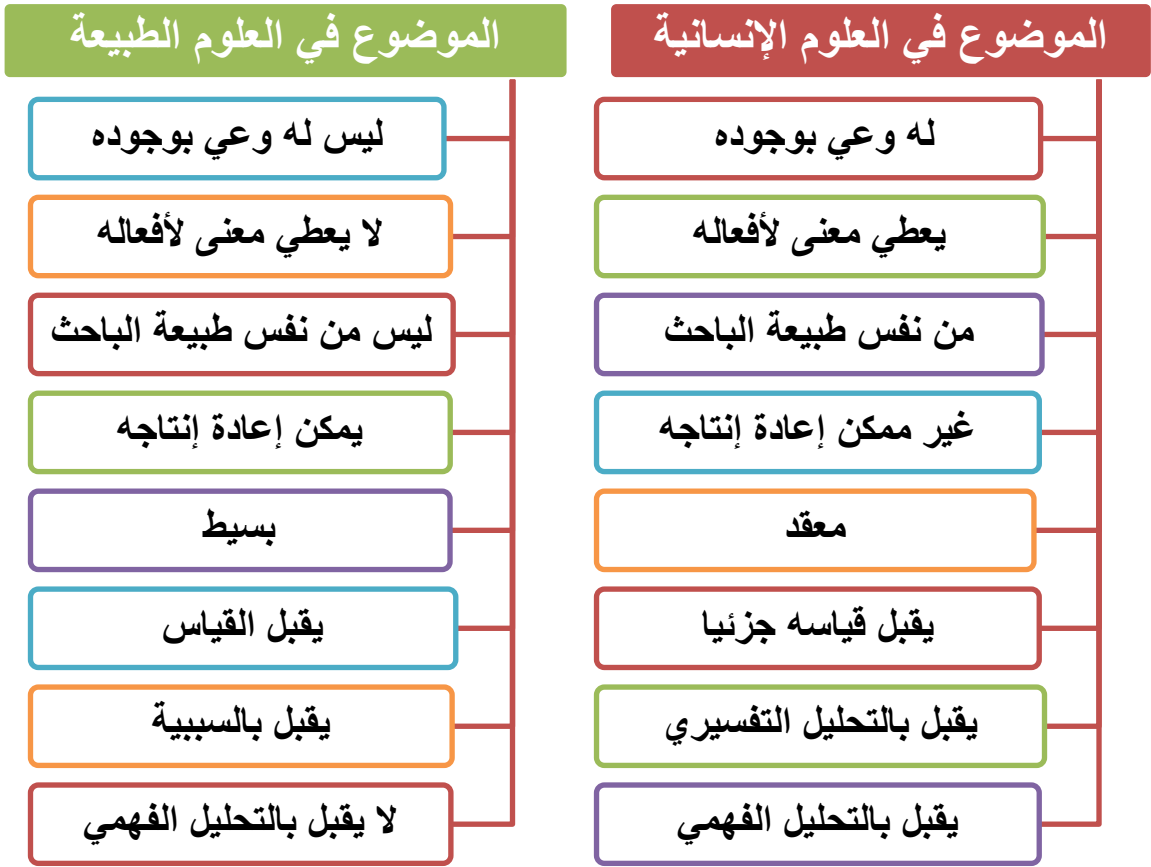 الموضوع في العلوم الإنسانية
له وعي بوجوده
يعطي معنى لأفعاله
من نفس طبيعة الباحث
غير ممكن إعادة إنتاجه
معقد
يقبل قياسه جزئيا
يقبل بالتحليل التفسيري
يقبل بالتحليل الفهمي
الموضوع في العلوم الطبيعة
ليس له وعي بوجوده
لا يعطي معنى لأفعاله
ليس من نفس طبيعة الباحث
يمكن إعادة إنتاجه
بسيط
يقبل القياس
يقبل بالسببية
لا يقبل بالتحليل الفهمي